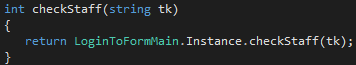 int checkStaff(string tk)
{
    return LoginToFormMain.Instance.checkStaff(tk);
}